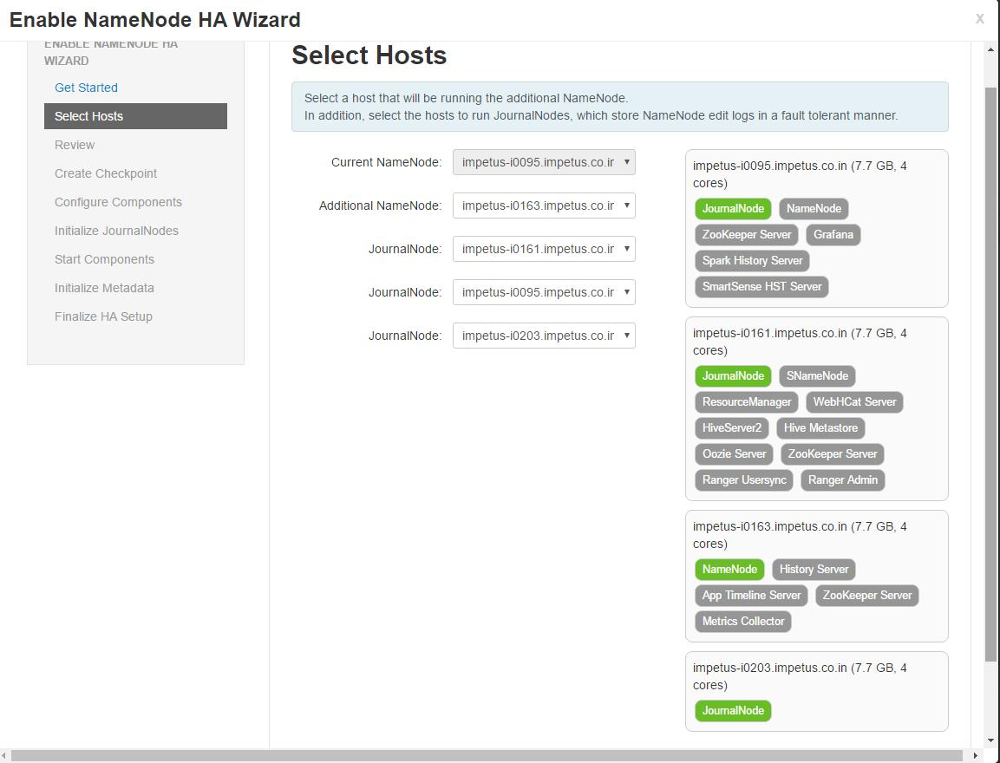 Enable NameNode HA Wizard
x
ENABLE NAMENODE HA
WIZARD
Get Started
Select Hosts
Review
Create Checkpoint
Configure Components
Initialize JournalNodes
Start Components
Initialize Metadata
Finalize HA Setup
Select Hosts
Select a host that will be running the additional NameNode.
In addition, select the hosts to run JournalNodes, which store NameNode edit logs in a fault tolerant manner.
Current NameNode: impetus-i0095.impetus.co.ir
Additional NameNode: impetus-i0163.impetus.co.ir
JournalNode: impetus-i0161.impetus.co.ir
JournalNode: impetus-i0095.impetus.co.ir
JournalNode: impetus-i0203.impetus.co.ir
impetus-i0095.impetus.co.in (7.7 GB, 4
cores)
JournalNode NameNode
ZooKeeper Server Grafana
Spark History Server
SmartSense HST Server
impetus-i0161.impetus.co.in (7.7 GB, 4
cores)
JournalNode SNameNode
ResourceManager WebHCat Server
HiveServer2 Hive Metastore
Oozie Server ZooKeeper Server
Ranger Usersync Ranger Admin
impetus-i0163.impetus.co.in (7.7 GB, 4
cores)
NameNode History Server
App Timeline Server ZooKeeper Server
Metrics Collector
impetus-i0203.impetus.co.in (7.7 GB, 4
cores)
JournalNode